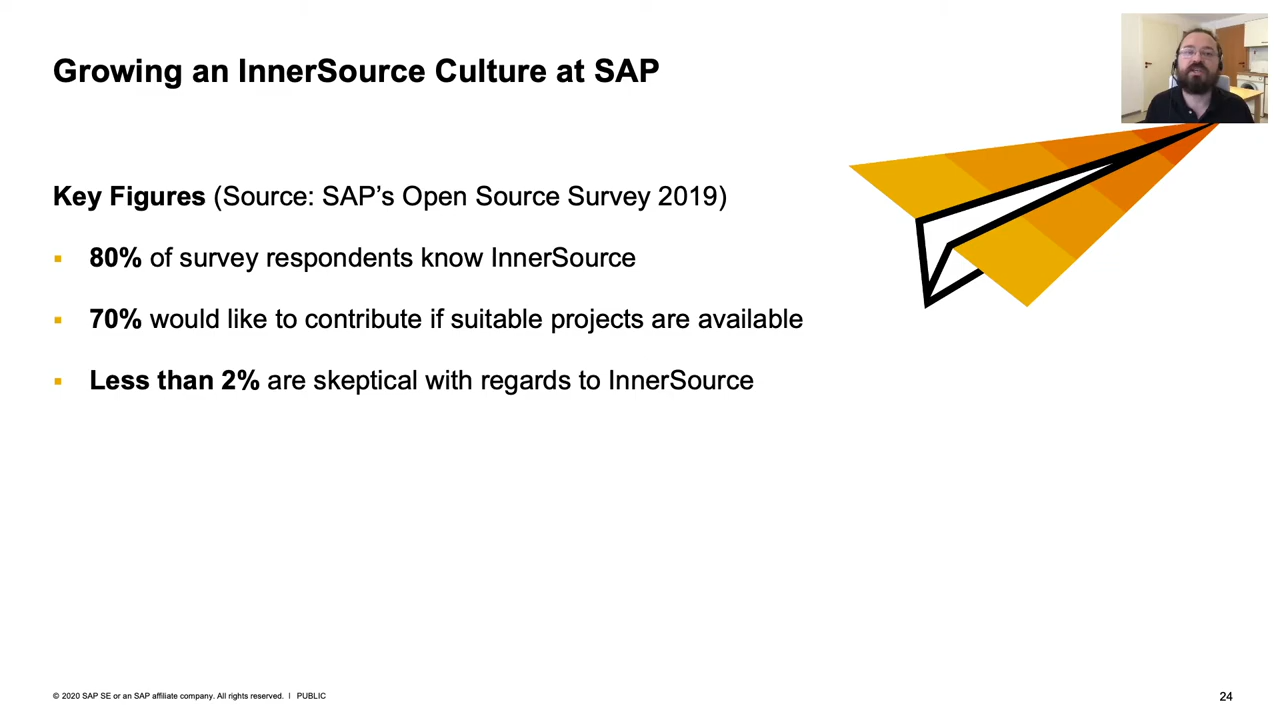 Growing an InnerSource Culture at SAP
Key Figures (Source: SAP’s Open Source Survey 2019)
▪ 80% of survey respondents know InnerSource
▪ 70% would like to contribute if suitable projects are available
▪ Less than 2% are skeptical with regards to InnerSource
© 2020 SAP SE or an SAP affiliate company. All rights reserved. ǀ PUBLIC
24